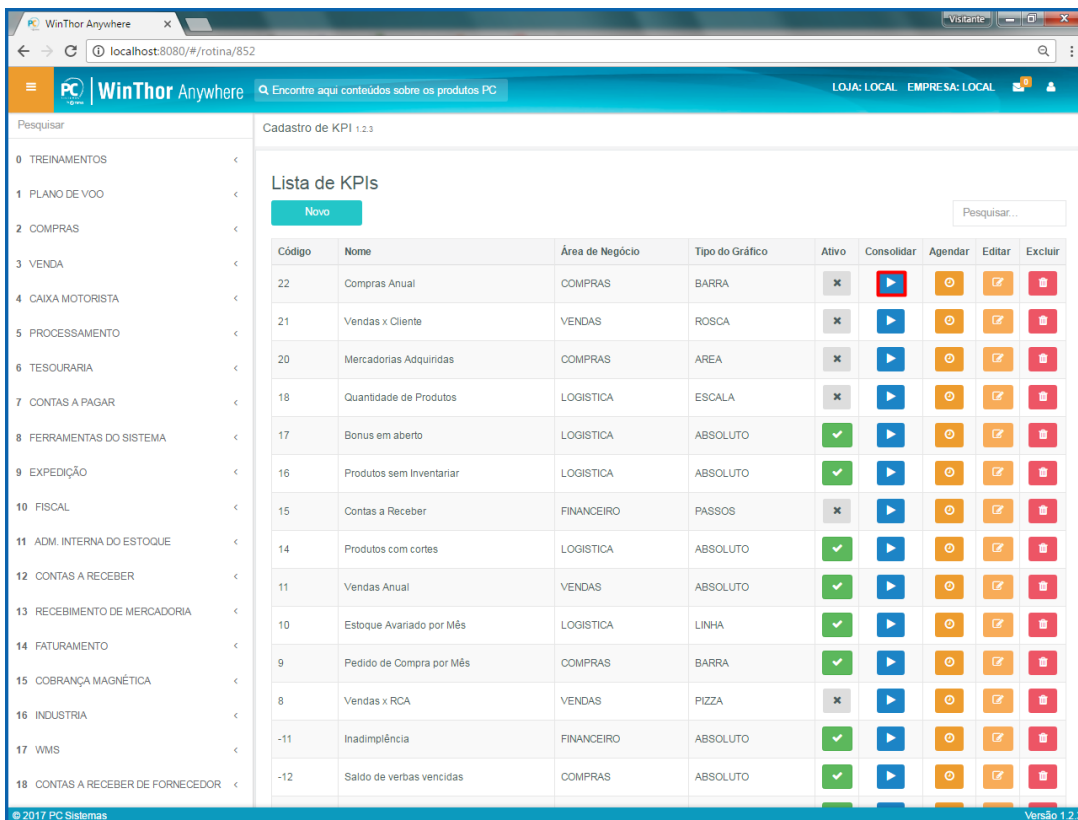 WinThor Anywhere
Visitante
localhost:8080/#/rotina/852
PC WinThor Anywhere
Encontre aqui conteúdos sobre os produtos PC
LOJA: LOCAL EMPRESA: LOCAL
0
Pesquisar
Cadastro de KPI 1.2.3
0 TREINAMENTOS
1 PLANO DE VOO
2 COMPRAS
3 VENDA
4 CAIXA MOTORISTA
5 PROCESSAMENTO
6 TESOURARIA
7 CONTAS A PAGAR
8 FERRAMENTAS DO SISTEMA
9 EXPEDIÇÃO
10 FISCAL
11 ADM. INTERNA DO ESTOQUE
12 CONTAS A RECEBER
13 RECEBIMENTO DE MERCADORIA
14 FATURAMENTO
15 COBRANÇA MAGNÉTICA
16 INDUSTRIA
17 WMS
18 CONTAS A RECEBER DE FORNECEDOR
Lista de KPIs
Novo
Pesquisar...
Código Nome Área de Negócio Tipo do Gráfico Ativo Consolidar Agendar Editar Excluir
22 Compras Anual COMPRAS BARRA
21 Vendas x Cliente VENDAS ROSCA
20 Mercadorias Adquiridas COMPRAS AREA
18 Quantidade de Produtos LOGISTICA ESCALA
17 Bonus em aberto LOGISTICA ABSOLUTO
16 Produtos sem Inventariar LOGISTICA ABSOLUTO
15 Contas a Receber FINANCEIRO PASSOS
14 Produtos com cortes LOGISTICA ABSOLUTO
11 Vendas Anual VENDAS ABSOLUTO
10 Estoque Avariado por Mês LOGISTICA LINHA
9 Pedido de Compra por Mês COMPRAS BARRA
8 Vendas x RCA VENDAS PIZZA
-11 Inadimplência FINANCEIRO ABSOLUTO
-12 Saldo de verbas vencidas COMPRAS ABSOLUTO
© 2017 PC Sistemas
Versão 1.2.